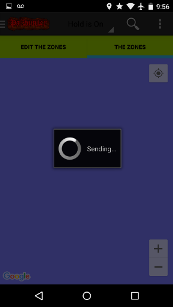 9:56
EDIT THE ZONES
THE ZONES
Sending...
Google